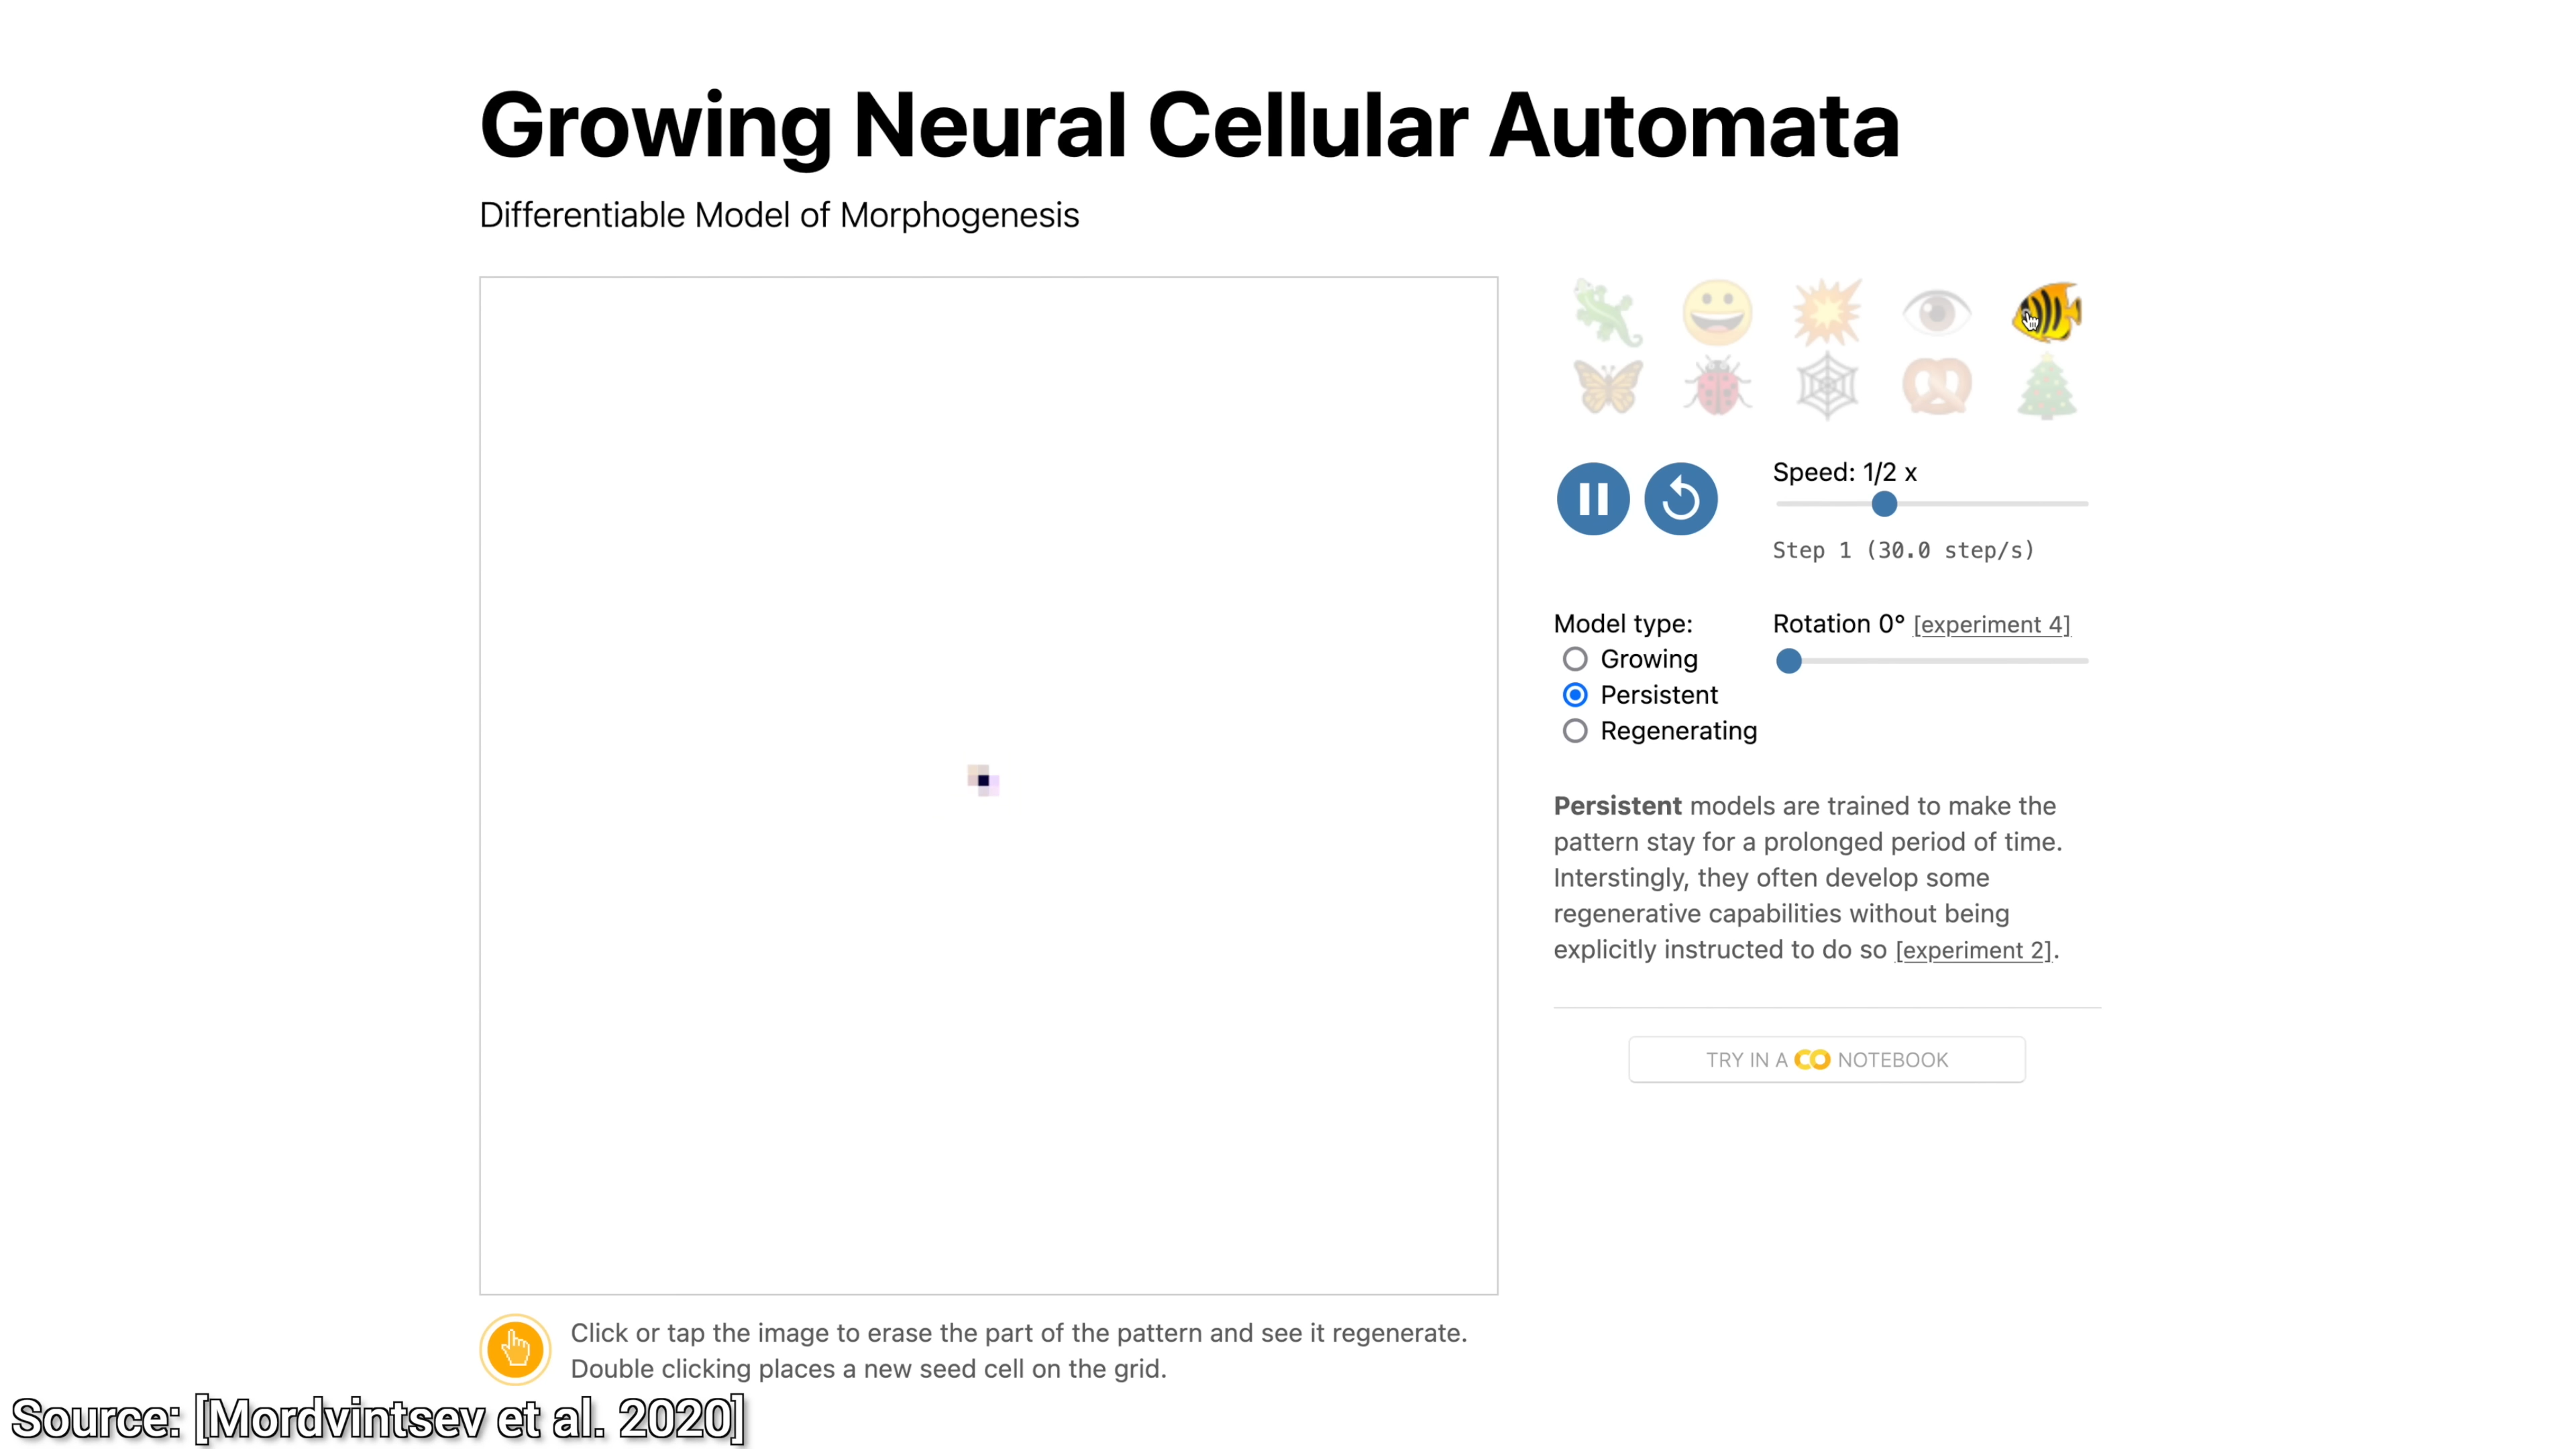 Growing Neural Cellular Automata
Differentiable Model of Morphogenesis
Speed: 1/2 x
Step 1 (30.0 step/s)
Model type:
Growing
Persistent
Regenerating
Rotation 0° [experiment 4]
Persistent models are trained to make the
pattern stay for a prolonged period of time.
Interstingly, they often develop some
regenerative capabilities without being
explicitly instructed to do so [experiment 2].
TRY IN A CO NOTEBOOK
Click or tap the image to erase the part of the pattern and see it regenerate.
Double clicking places a new seed cell on the grid.
Source: [Mordvintsev et al. 2020]